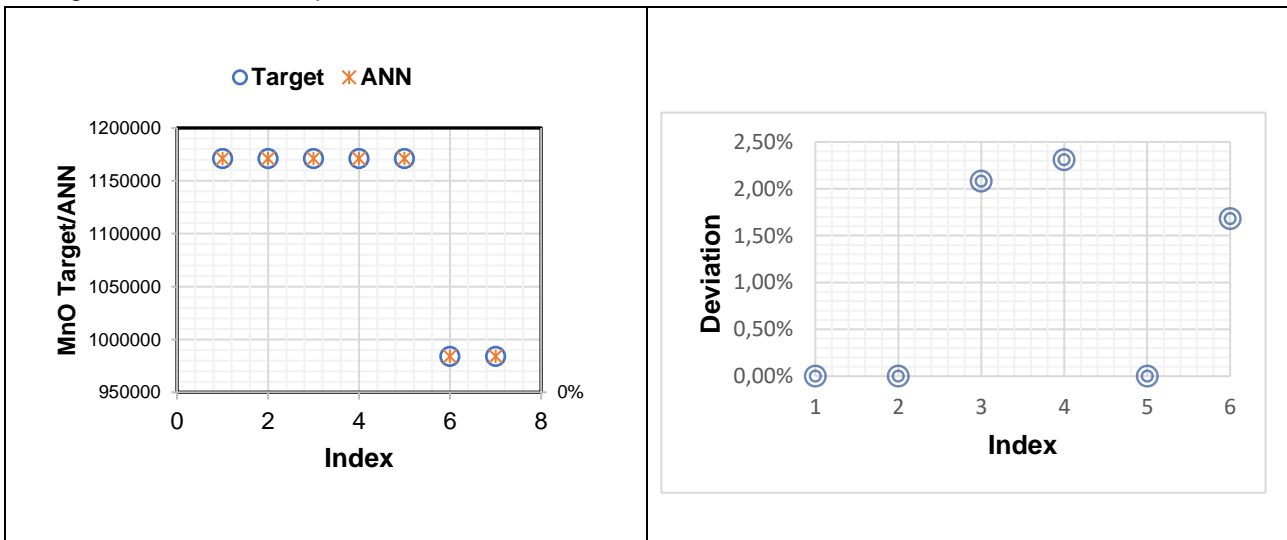 Target ANN
1200000
1150000
1100000
1050000
1000000
950000
0%
0 2 4 6 8
MnO Target/ANN
Index
2,50%
2,00%
1,50%
1,00%
0,50%
0,00%
1 2 3 4 5 6
Deviation
Index